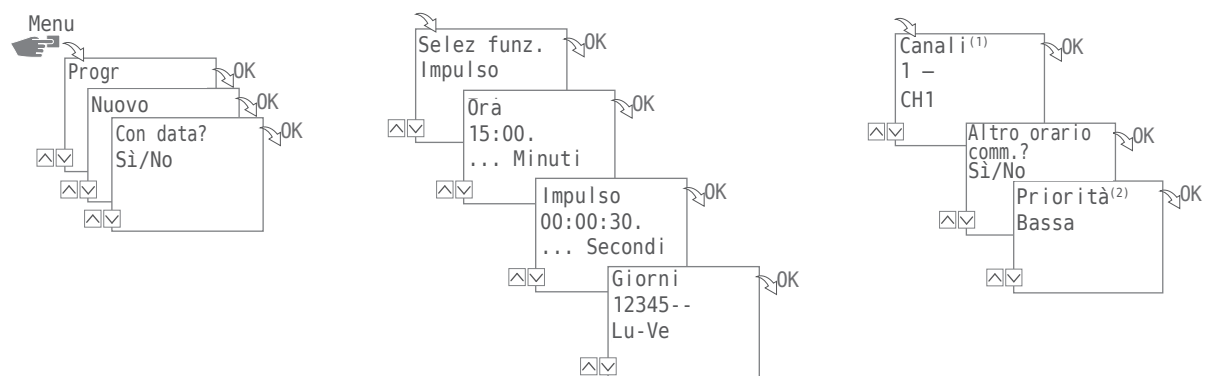 Menu
Progr
OK
Nuovo
OK
Con data?
OK
Sì/No
Selez funz.
OK
Impulso
Ora
OK
15:00.
... Minuti
Impulso
OK
00:00:30.
... Secondi
Giorni
OK
12345--
Lu-Ve
Canali(1)
OK
1 –
CH1
Altro orario
OK
comm.?
Sì/No
Priorità(2)
OK
Bassa